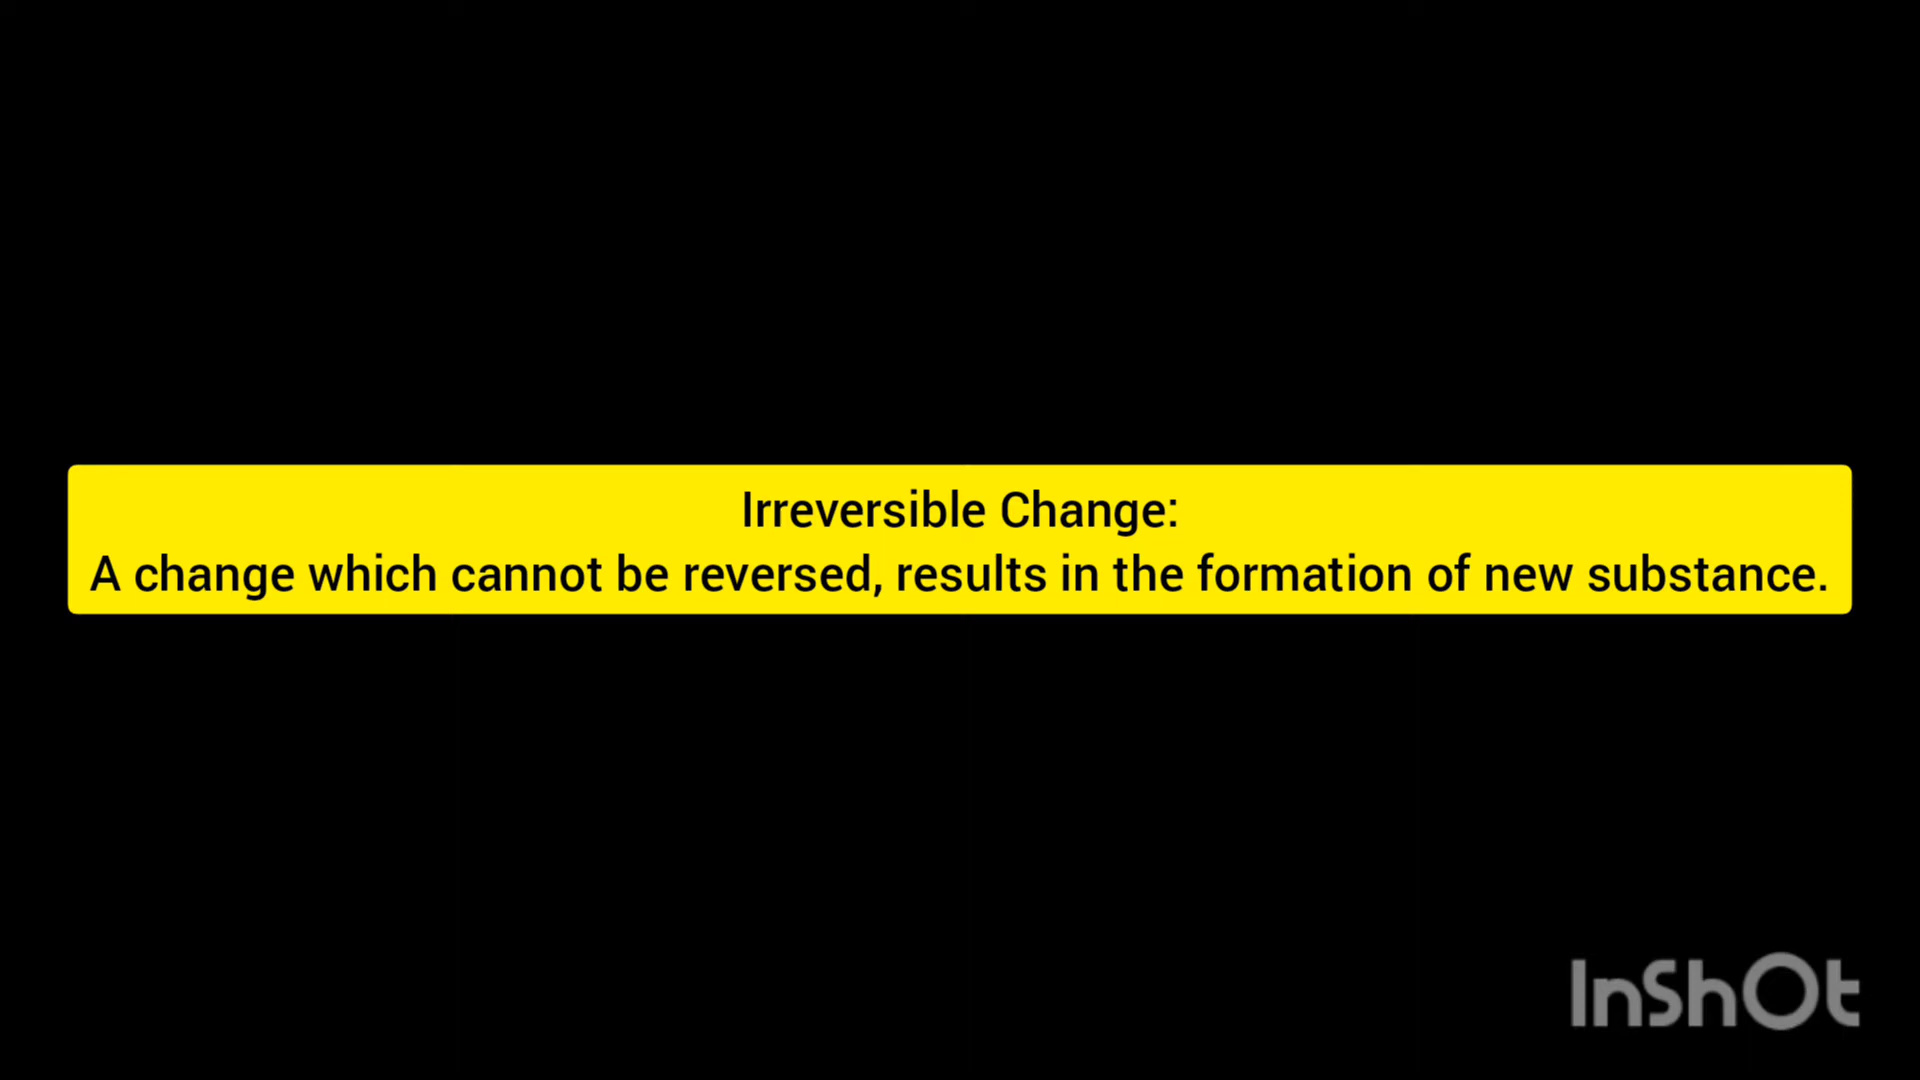 Irreversible Change:
A change which cannot be reversed, results in the formation of new substance.
InShOt